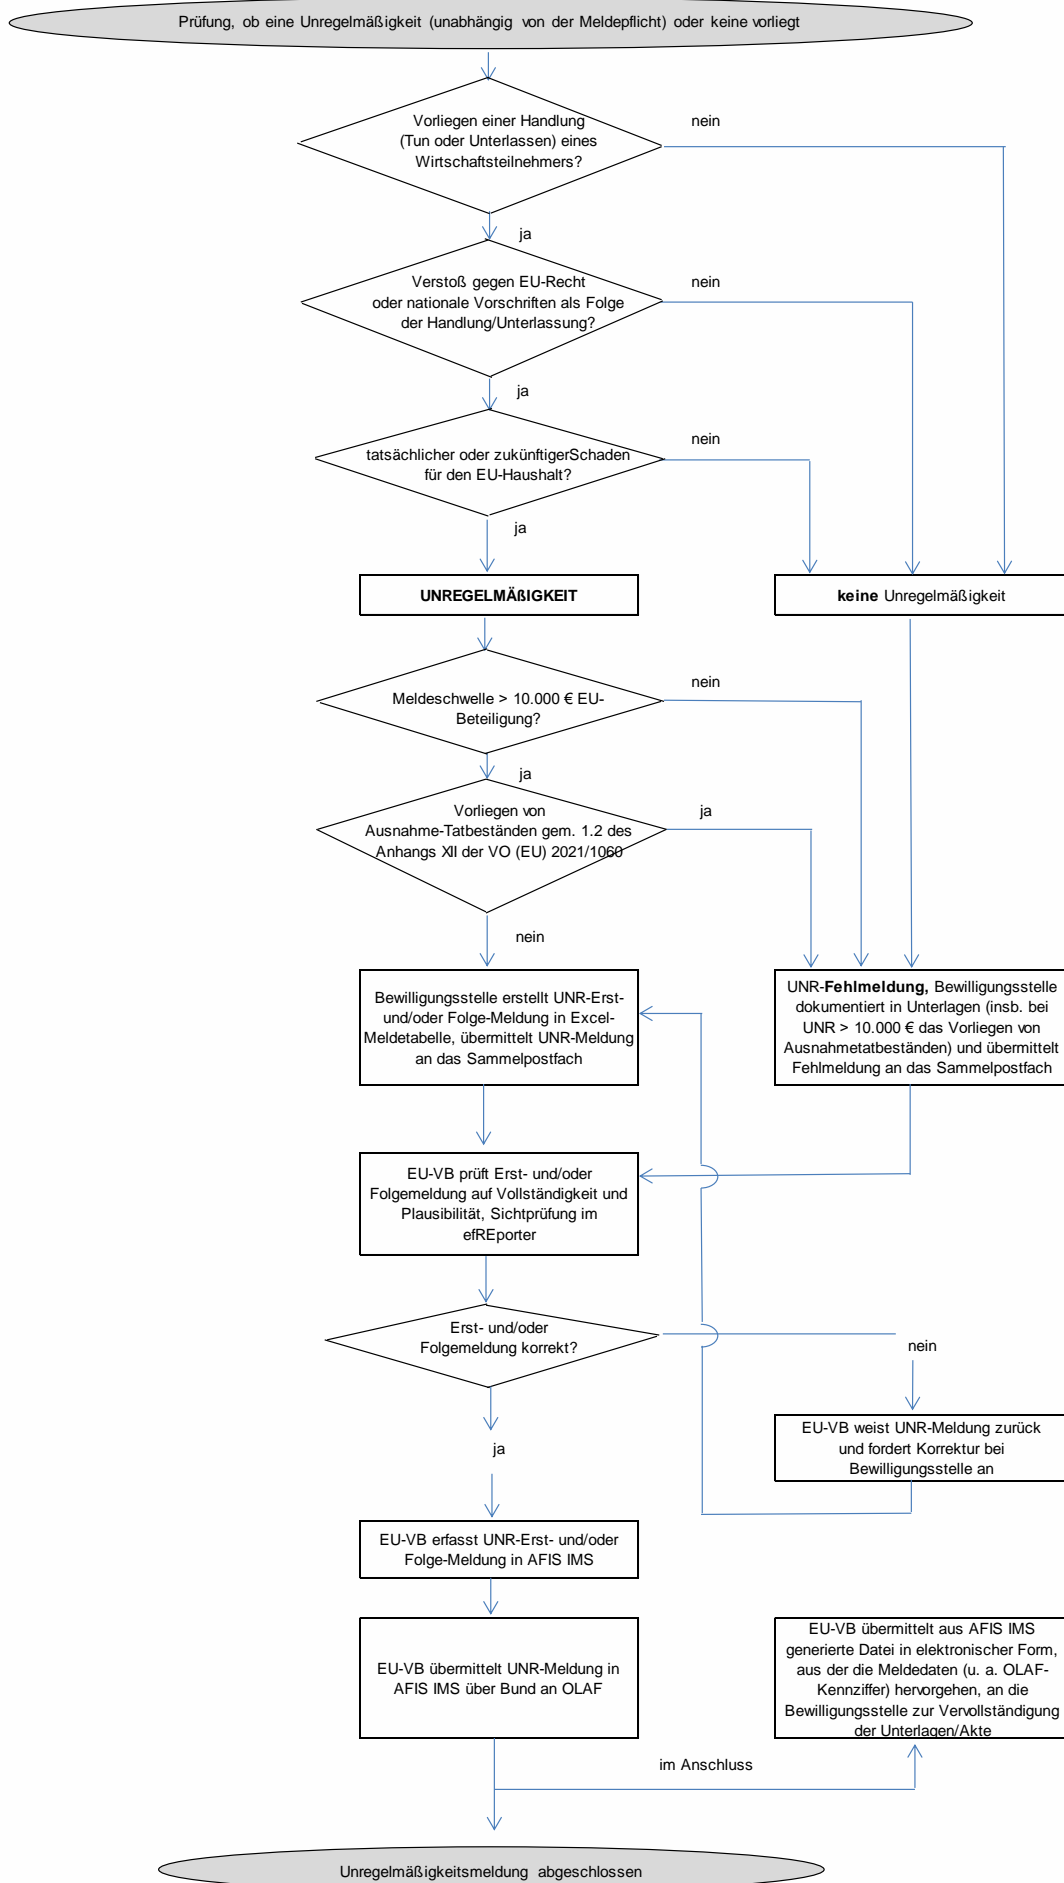 Prüfung, ob eine Unregelmäßigkeit (unabhängig von der Meldepflicht) oder keine vorliegt
Vorliegen einer Handlung
(Tun oder Unterlassen) eines
Wirtschaftsteilnehmers?
nein
ja
Verstoß gegen EU-Recht
oder nationale Vorschriften als Folge
der Handlung/Unterlassung?
nein
ja
tatsächlicher oder zukünftigerSchaden
für den EU-Haushalt?
nein
ja
UNREGELMÄßIGKEIT
keine Unregelmäßigkeit
Meldeschwelle > 10.000 € EU-
Beteiligung?
nein
ja
Vorliegen von
Ausnahme-Tatbeständen gem. 1.2 des
Anhangs XII der VO (EU) 2021/1060
ja
nein
Bewilligungsstelle erstellt UNR-Erst-
und/oder Folge-Meldung in Excel-
Meldetabelle, übermittelt UNR-Meldung
an das Sammelpostfach
UNR-Fehlmeldung, Bewilligungsstelle
dokumentiert in Unterlagen (insb. bei
UNR > 10.000 € das Vorliegen von
Ausnahmetatbeständen) und übermittelt
Fehlmeldung an das Sammelpostfach
EU-VB prüft Erst- und/oder
Folgemeldung auf Vollständigkeit und
Plausibilität, Sichtprüfung im
efREporter
Erst- und/oder
Folgemeldung korrekt?
nein
ja
EU-VB weist UNR-Meldung zurück
und fordert Korrektur bei
Bewilligungsstelle an
EU-VB erfasst UNR-Erst- und/oder
Folge-Meldung in AFIS IMS
EU-VB übermittelt UNR-Meldung in
AFIS IMS über Bund an OLAF
EU-VB übermittelt aus AFIS IMS
generierte Datei in elektronischer Form,
aus der die Meldedaten (u. a. OLAF-
Kennziffer) hervorgehen, an die
Bewilligungsstelle zur Vervollständigung
der Unterlagen/Akte
im Anschluss
Unregelmäßigkeitsmeldung abgeschlossen